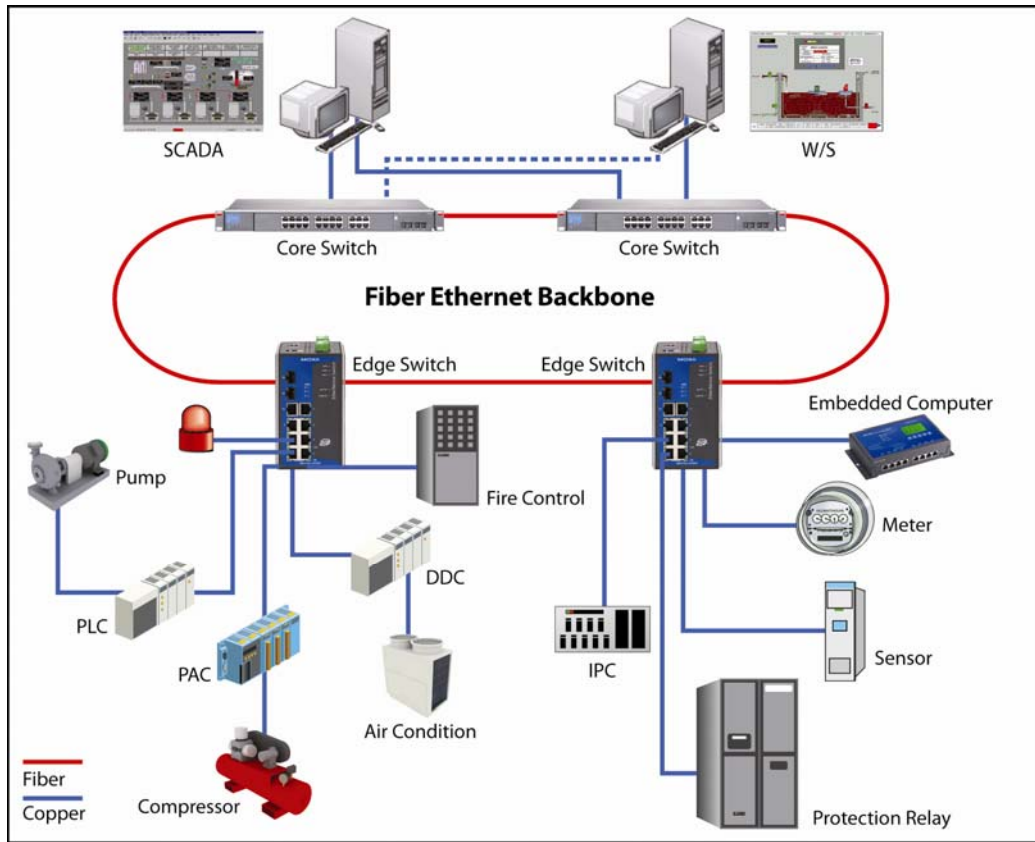 SCADA
W/S
Core Switch
Core Switch
Fiber Ethernet Backbone
Edge Switch
Edge Switch
Embedded Computer
Pump
Fire Control
Meter
DDC
PLC
IPC
Sensor
PAC
Air Condition
Fiber
Copper
Compressor
Protection Relay